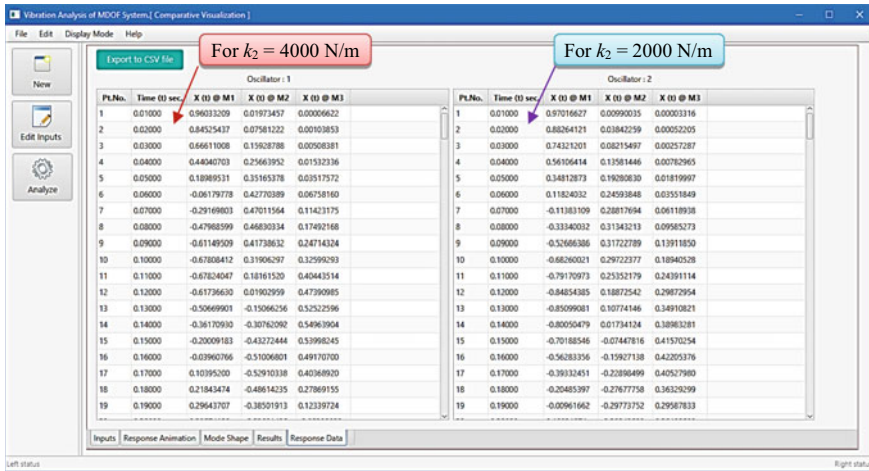 Vibration Analysis of MDOF System.[ Comparative Visualization ]
File Edit Display Mode Help
New
Edit Inputs
Analyze
Export to CSV file
For k2 = 4000 N/m
For k2 = 2000 N/m
Oscillator : 1
Oscillator : 2
Pt.No. Time (t) sec. X (t) @ M1 X (t) @ M2 X (t) @ M3 Pt.No. Time (t) sec. X (t) @ M1 X (t) @ M2 X (t) @ M3
1 0.01000 0.96033209 0.01973457 0.00006622 1 0.01000 0.97016627 0.00990035 0.00003316
2 0.02000 0.84525437 0.07581222 0.00103853 2 0.02000 0.88264121 0.03842259 0.00052205
3 0.03000 0.66611008 0.15928788 0.00508381 3 0.03000 0.74321201 0.08215497 0.00257287
4 0.04000 0.44040703 0.25663952 0.01532336 4 0.04000 0.56106414 0.13581446 0.00782965
5 0.05000 0.18989531 0.35165378 0.03517572 5 0.05000 0.34812873 0.19280830 0.01819997
6 0.06000 -0.06179778 0.42770389 0.06758160 6 0.06000 0.11824032 0.24593848 0.03551849
7 0.07000 -0.29169803 0.47011564 0.11423175 7 0.07000 -0.11383109 0.28817694 0.06118938
8 0.08000 -0.47988599 0.46830334 0.17492168 8 0.08000 -0.33340032 0.31343213 0.09585273
9 0.09000 -0.61149509 0.41738632 0.24714324 9 0.09000 -0.52686386 0.31722789 0.13911850
10 0.10000 -0.67808412 0.31906297 0.32599293 10 0.10000 -0.68260021 0.29722377 0.18940528
11 0.11000 -0.67824047 0.18161520 0.40443514 11 0.11000 -0.79170973 0.25352179 0.24391114
12 0.12000 -0.61736630 0.01902959 0.47390985 12 0.12000 -0.84854385 0.18872542 0.29872954
13 0.13000 -0.50669901 -0.15066256 0.52522596 13 0.13000 -0.85099081 0.10774146 0.34910821
14 0.14000 -0.36170930 -0.30762092 0.54963904 14 0.14000 -0.80050479 0.01734124 0.38983281
15 0.15000 -0.20009183 -0.43272444 0.53998245 15 0.15000 -0.70188546 -0.07447816 0.41570254
16 0.16000 -0.03960766 -0.51006801 0.49170700 16 0.16000 -0.56283356 -0.15927138 0.42205376
17 0.17000 0.10395200 -0.52910338 0.40368920 17 0.17000 -0.39332451 -0.22898499 0.40527980
18 0.18000 0.21843474 -0.48614235 0.27869155 18 0.18000 -0.20485397 -0.27677758 0.36329299
19 0.19000 0.29643707 -0.38501913 0.12339724 19 0.19000 -0.00961662 -0.29773752 0.29587833
Inputs Response Animation Mode Shape Results Response Data
Left status Right statu